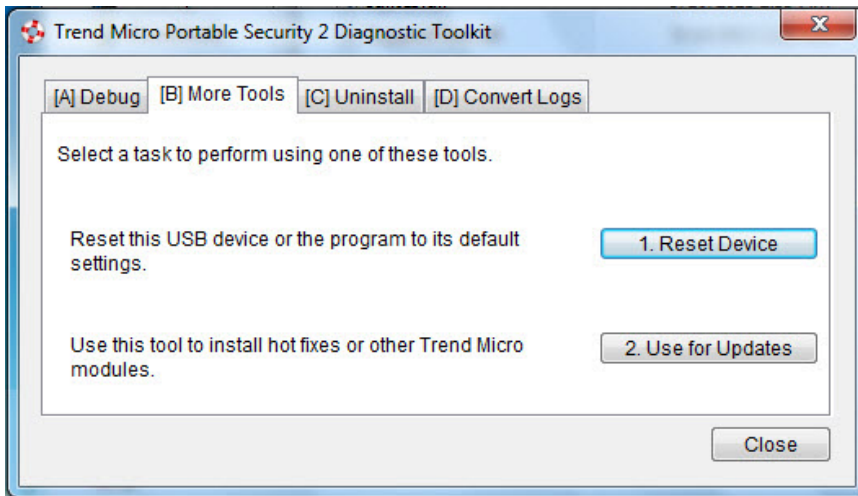 Trend Micro Portable Security 2 Diagnostic Toolkit
[A] Debug [B] More Tools [C] Uninstall [D] Convert Logs
Select a task to perform using one of these tools.
Reset this USB device or the program to its default
settings.
1. Reset Device
Use this tool to install hot fixes or other Trend Micro
modules.
2. Use for Updates
Close